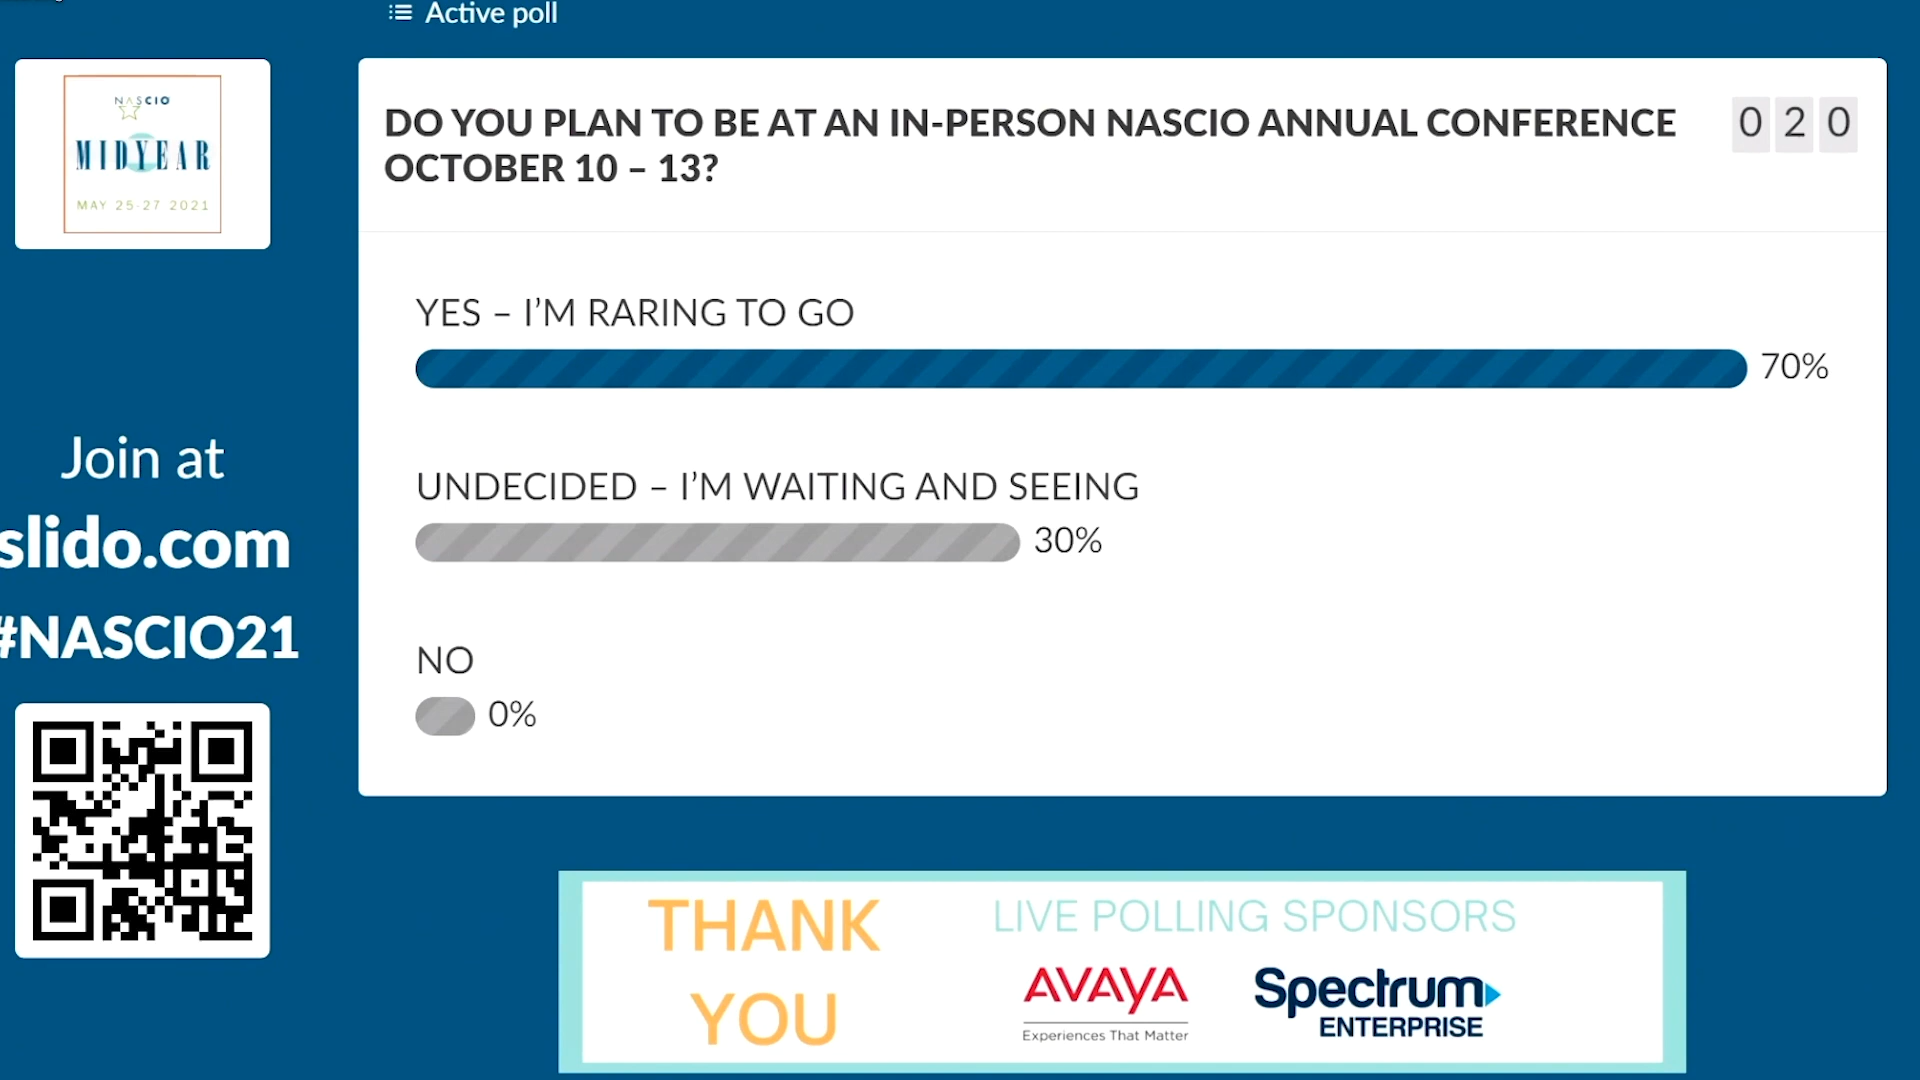 Active poll
NASCIO
MIDYEAR
MAY 25-27 2021
DO YOU PLAN TO BE AT AN IN-PERSON NASCIO ANNUAL CONFERENCE
OCTOBER 10 – 13?
020
YES – I'M RARING TO GO
70%
UNDECIDED – I'M WAITING AND SEEING
30%
NO
0%
Join at
slido.com
#NASCIO21
THANK
YOU
LIVE POLLING SPONSORS
AVAYA
Experiences That Matter
Spectrum
ENTERPRISE